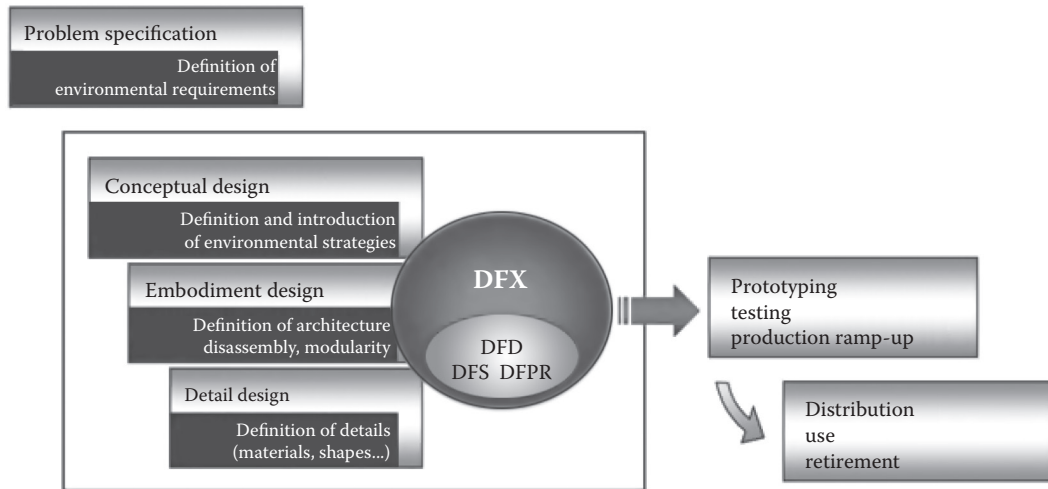 Problem specification
Definition of
environmental requirements
Conceptual design
Definition and introduction
of environmental strategies
Embodiment design
Definition of architecture
disassembly, modularity
Detail design
Definition of details
(materials, shapes...)
DFX
DFD
DFS DFPR
Prototyping
testing
production ramp-up
Distribution
use
retirement